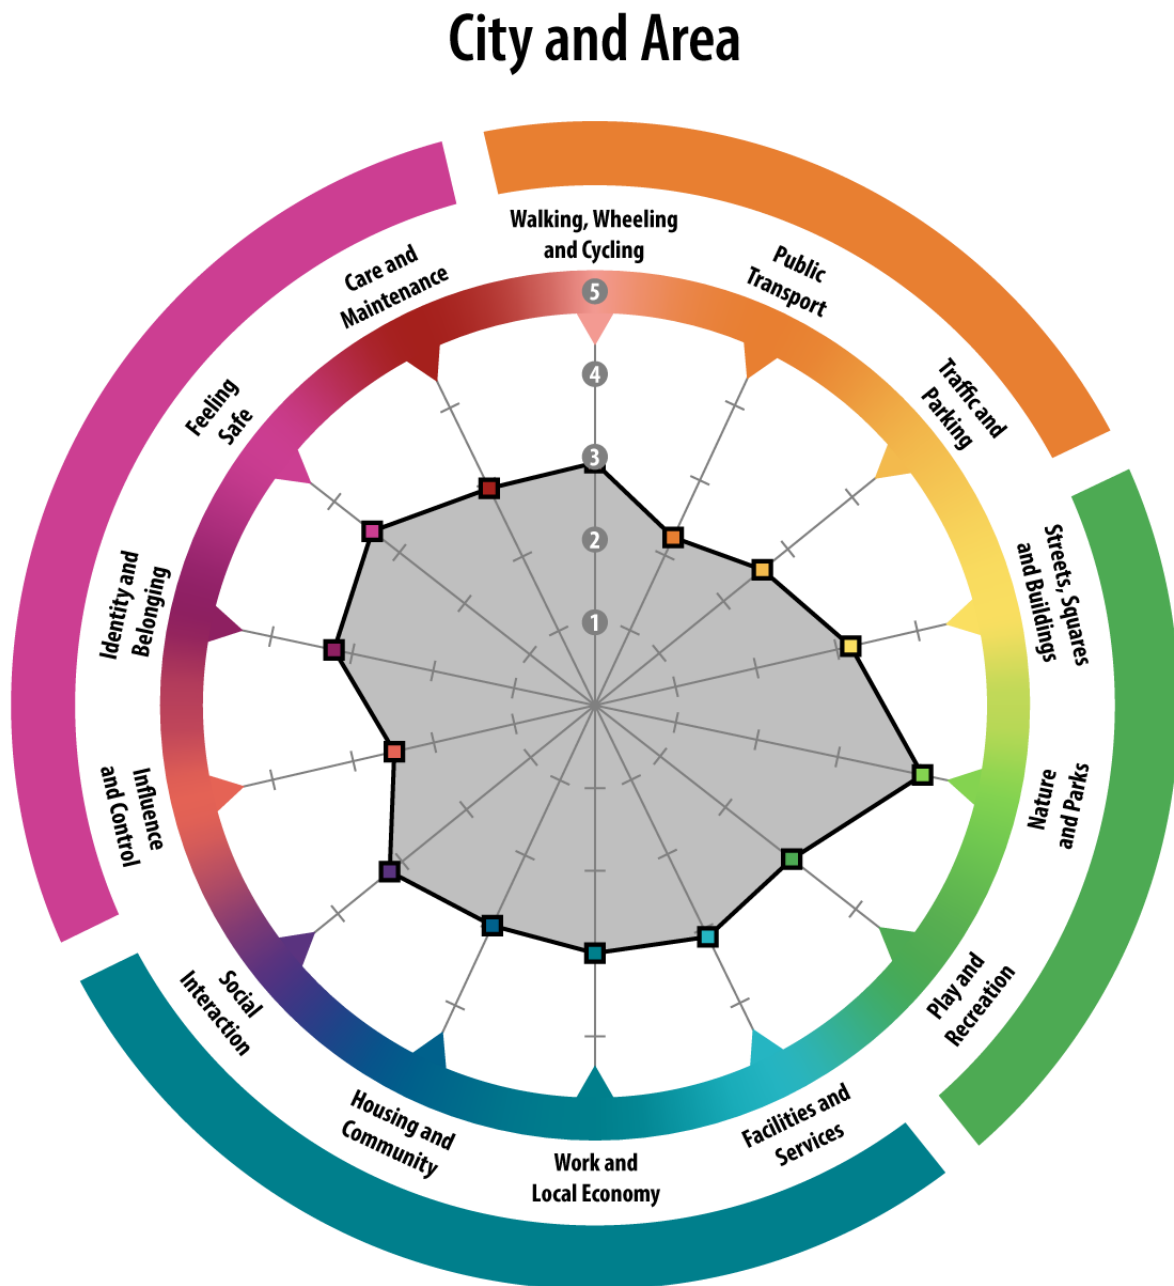 City and Area
Walking, Wheeling
and Cycling
Public
Transport
Traffic and
Parking
Streets, Squares
and Buildings
Nature
and Parks
Play and
Recreation
Facilities and
Services
Work and
Local Economy
Housing and
Community
Social
Interaction
Influence
and Control
Identity and
Belonging
Feeling
Safe
Care and
Maintenance
5
4
3
2
1